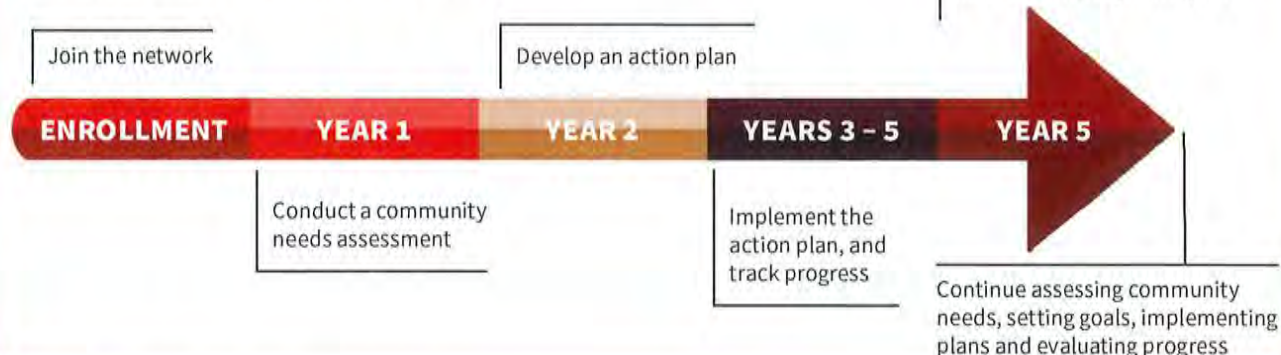 Join the network
Develop an action plan
ENROLLMENT
YEAR 1
YEAR 2
YEARS 3 – 5
YEAR 5
Conduct a community
needs assessment
Implement the
action plan, and
track progress
Continue assessing community
needs, setting goals, implementing
plans and evaluating progress